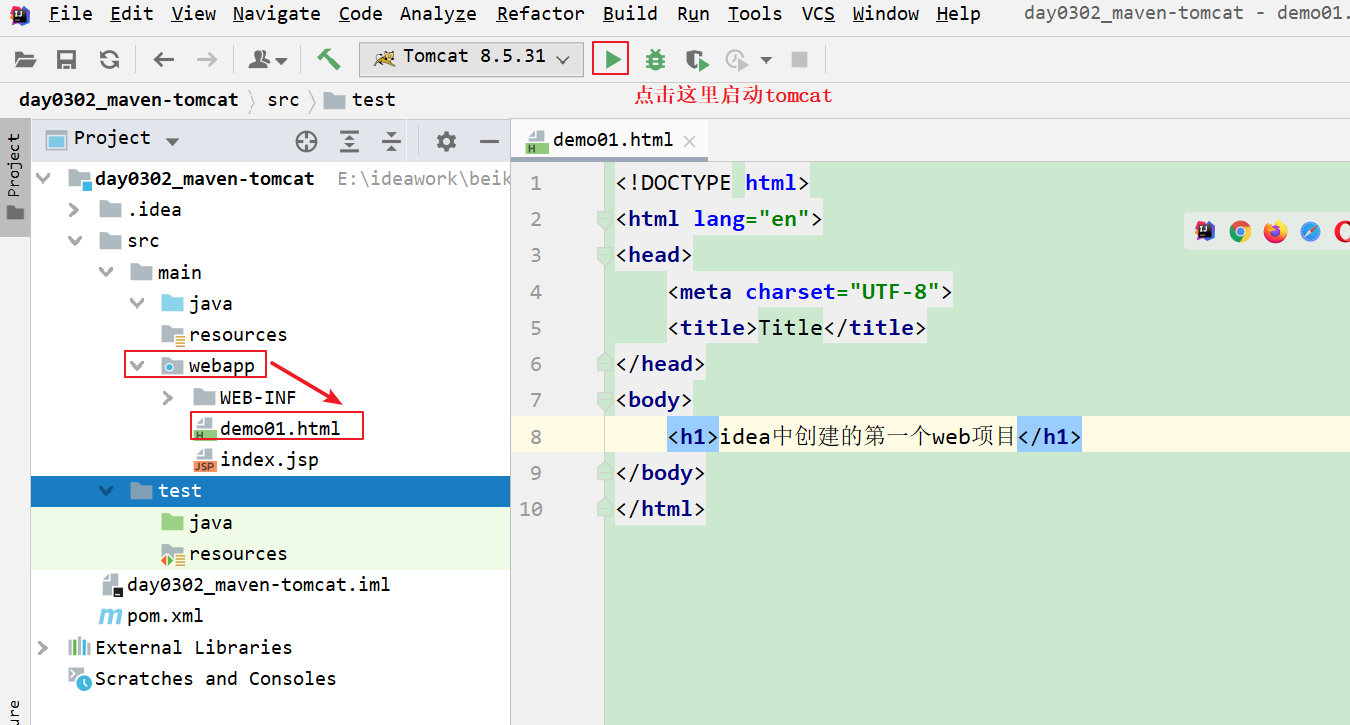 File Edit View Navigate Code Analyze Refactor Build Run Tools VCS Window Help day0302_maven-tomcat - demo01.
Tomcat 8.5.31
点击这里启动tomcat
day0302_maven-tomcat src test
Project
Project
demo01.html
day0302_maven-tomcat E:\ideawork\beik
.idea
src
main
java
resources
webapp
WEB-INF
demo01.html
index.jsp
test
java
resources
day0302_maven-tomcat.iml
pom.xml
External Libraries
Scratches and Consoles
1 <!DOCTYPE html>
2 <html lang="en">
3 <head>
4 <meta charset="UTF-8">
5 <title>Title</title>
6 </head>
7 <body>
8 <h1>idea中创建的第一个web项目</h1>
9 </body>
10 </html>